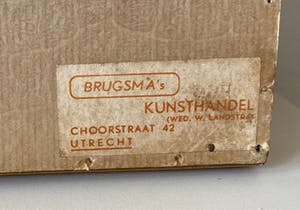 BRUGSMA's
KUNSTHANDEL
(WED. W. LANDSTRA)
CHOORSTRAAT 42
UTRECHT